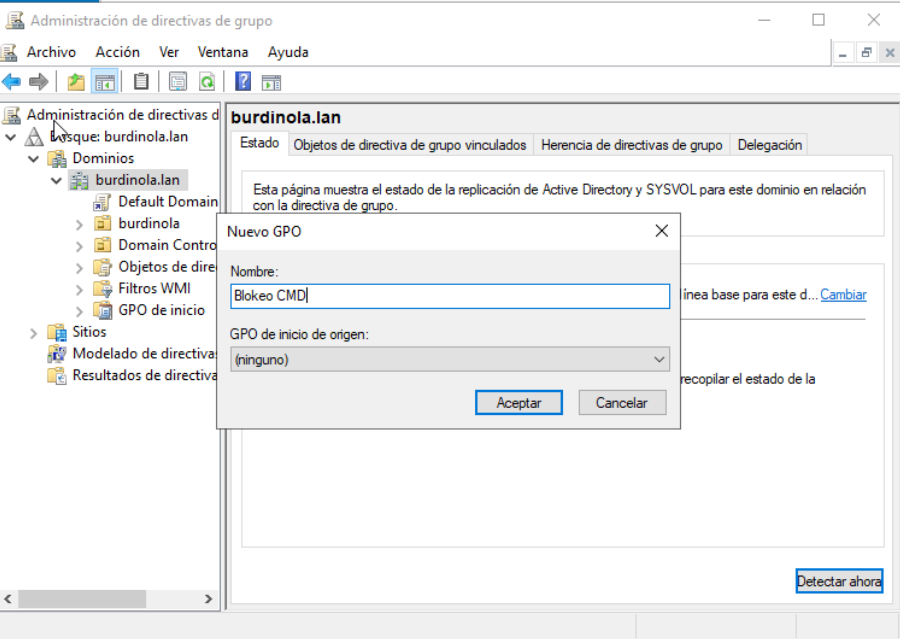 Administración de directivas de grupo
Archivo Acción Ver Ventana Ayuda
Administración de directivas d
Bosque: burdinola.lan
Dominios
burdinola.lan
Default Domain
burdinola
Domain Contro
Objetos de dire
Filtros WMI
GPO de inicio
Sitios
Modelado de directiva
Resultados de directiva
burdinola.lan
Estado Objetos de directiva de grupo vinculados Herencia de directivas de grupo Delegación
Esta página muestra el estado de la replicación de Active Directory y SYSVOL para este dominio en relación
con la directiva de grupo.
línea base para este d... Cambiar
recopilar el estado de la
Detectar ahora
Nuevo GPO
Nombre:
Blokeo CMD
GPO de inicio de origen:
(ninguno)
Aceptar Cancelar